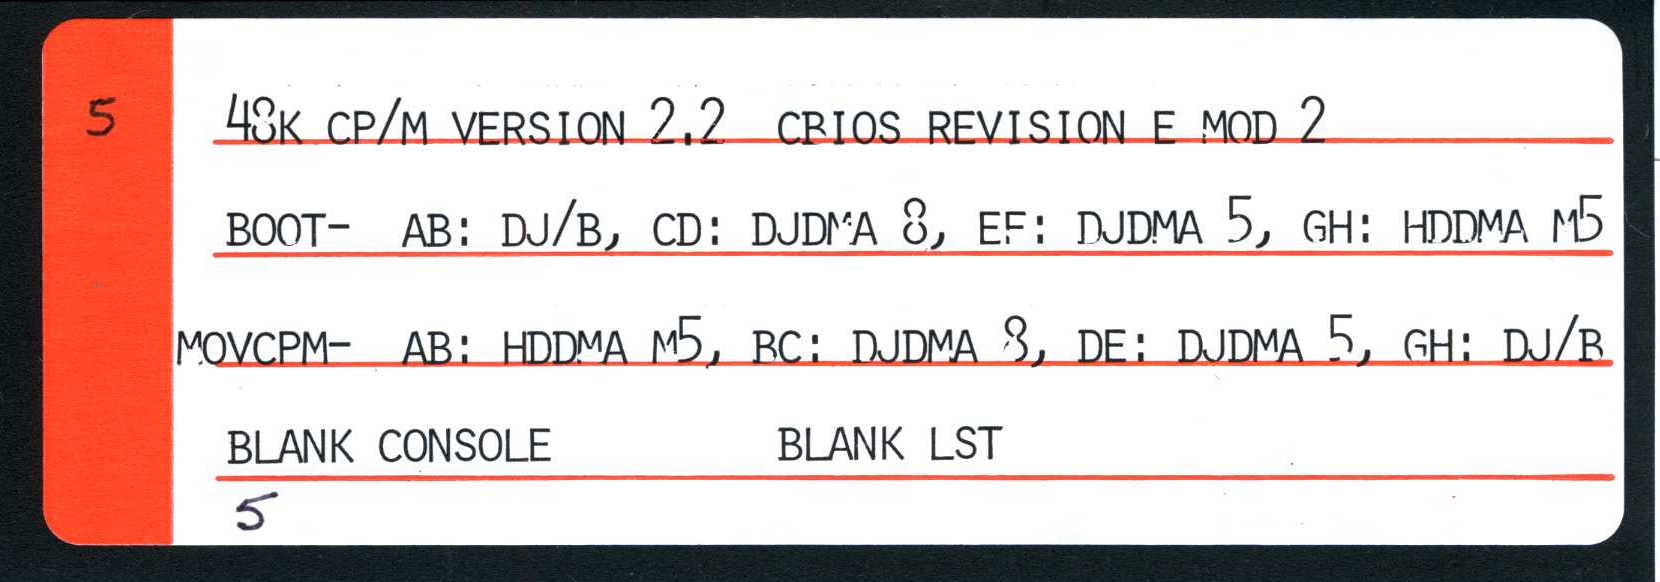 5
48K CP/M VERSION 2.2 CBIOS REVISION E MOD 2
BOOT- AB: DJ/B, CD: DJDMA 8, EF: DJDMA 5, GH: HDDMA M5
MOVCPM- AB: HDDMA M5, BC: DJDMA 8, DE: DJDMA 5, GH: DJ/B
BLANK CONSOLE BLANK LST
5